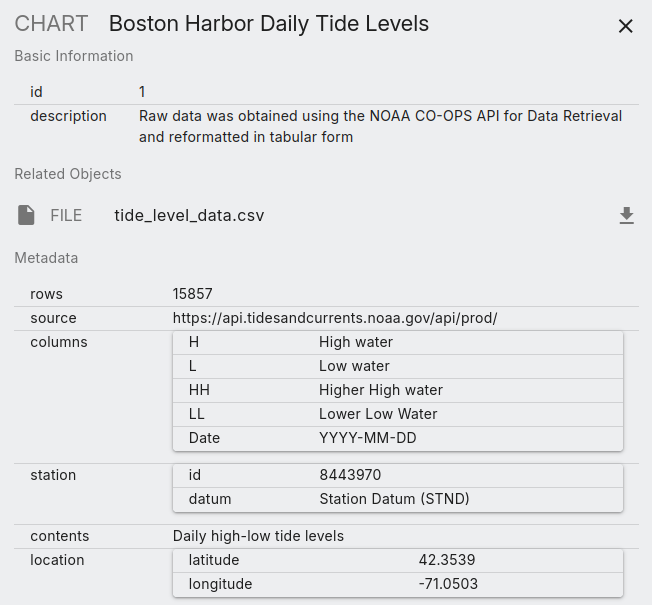 CHART Boston Harbor Daily Tide Levels
Basic Information
id 1
description Raw data was obtained using the NOAA CO-OPS API for Data Retrieval
and reformatted in tabular form
Related Objects
FILE tide_level_data.csv
Metadata
rows 15857
source https://api.tidesandcurrents.noaa.gov/api/prod/
columns H High water
L Low water
HH Higher High water
LL Lower Low Water
Date YYYY-MM-DD
station id 8443970
datum Station Datum (STND)
contents Daily high-low tide levels
location latitude 42.3539
longitude -71.0503